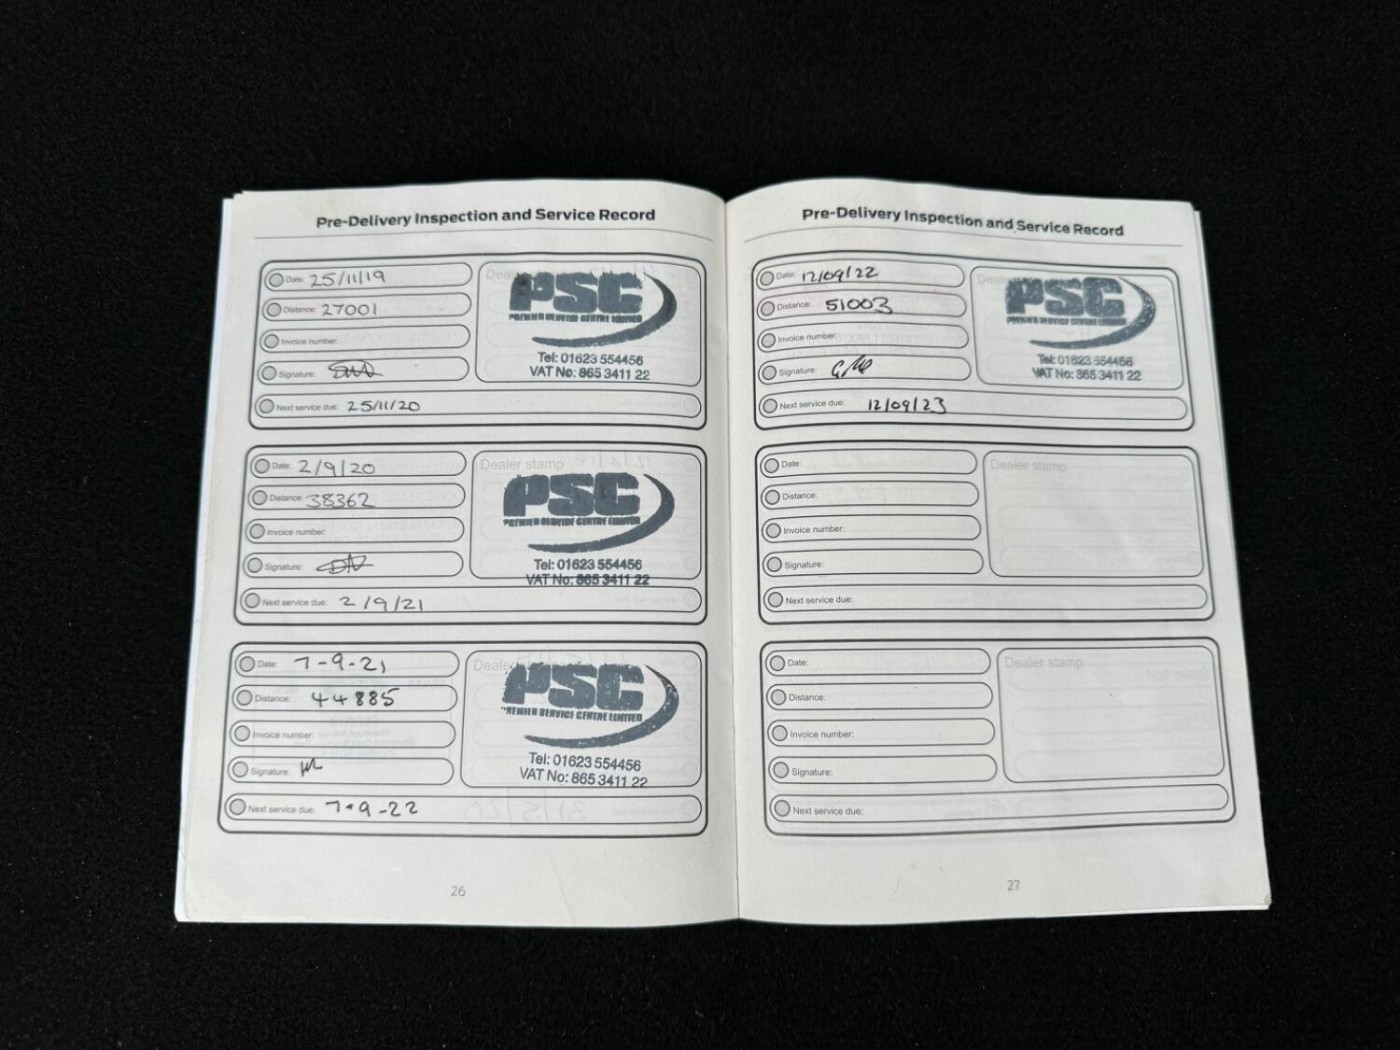 Pre-Delivery Inspection and Service Record
Date: 25/11/19
Distance: 27001
Invoice number:
Signature:
Next service due: 25/11/20
PSC
PREMIER SERVICE CENTRE LIMITED
Tel: 01623 554456
VAT No: 865 3411 22
Date: 2/9/20
Distance: 38362
Invoice number:
Signature:
Next service due: 2/9/21
Dealer stamp
PSC
PREMIER SERVICE CENTRE LIMITED
Tel: 01623 554456
VAT No: 865 3411 22
Date: 7-9-21
Distance: 44885
Invoice number:
Signature:
Next service due: 7-9-22
PSC
PREMIER SERVICE CENTRE LIMITED
Tel: 01623 554456
VAT No: 865 3411 22
26
Pre-Delivery Inspection and Service Record
Date: 12/09/22
Distance: 51003
Invoice number:
Signature:
Next service due: 12/09/23
PSC
PREMIER SERVICE CENTRE LIMITED
Tel: 01623 554456
VAT No: 865 3411 22
Date:
Distance:
Invoice number:
Signature:
Next service due:
Dealer stamp
Date:
Distance:
Invoice number:
Signature:
Next service due:
Dealer stamp
27